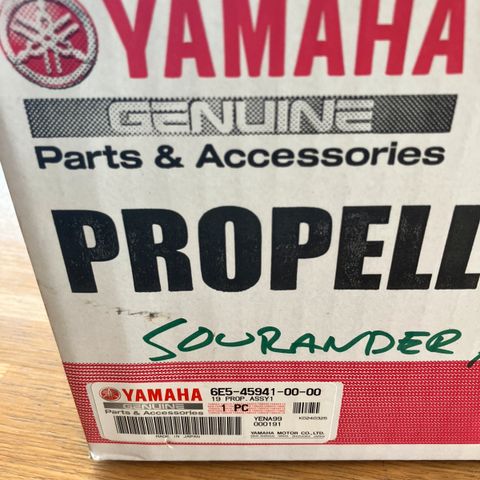 YAMAHA
GENUINE
Parts & Accessories
PROPELL
SOURANDER
YAMAHA
GENUINE
Parts & Accessories
6E5-45941-00-00
19 PROP. ASSY1
1 PC
YENA99
000191
MADE IN JAPAN
YAMAHA MOTOR CO., LTD.